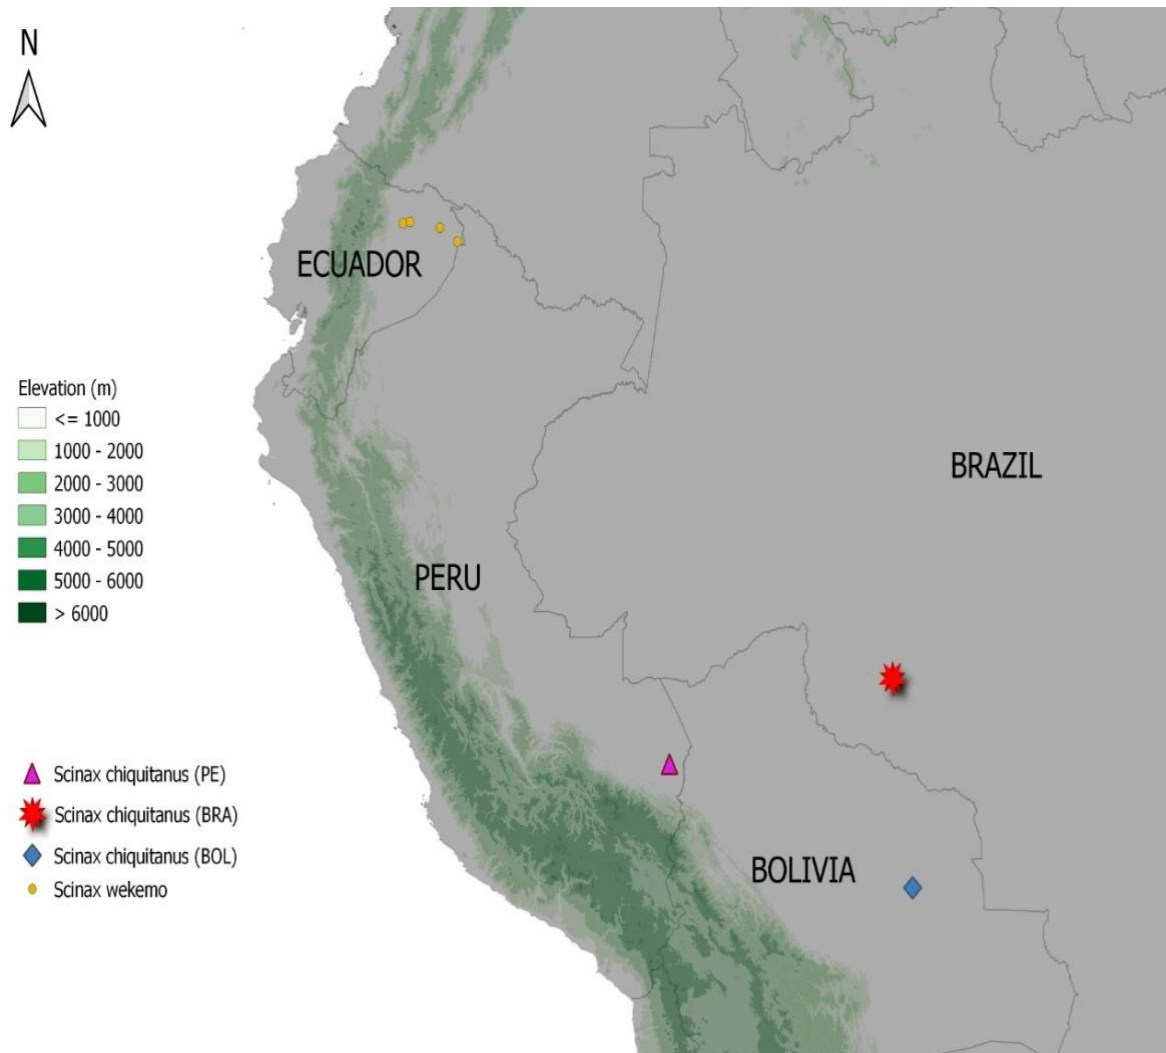 N
ECUADOR
BRAZIL
PERU
BOLIVIA
Elevation (m)
<= 1000
1000 - 2000
2000 - 3000
3000 - 4000
4000 - 5000
5000 - 6000
> 6000
Scinax chiquitanus (PE)
Scinax chiquitanus (BRA)
Scinax chiquitanus (BOL)
Scinax wekemo